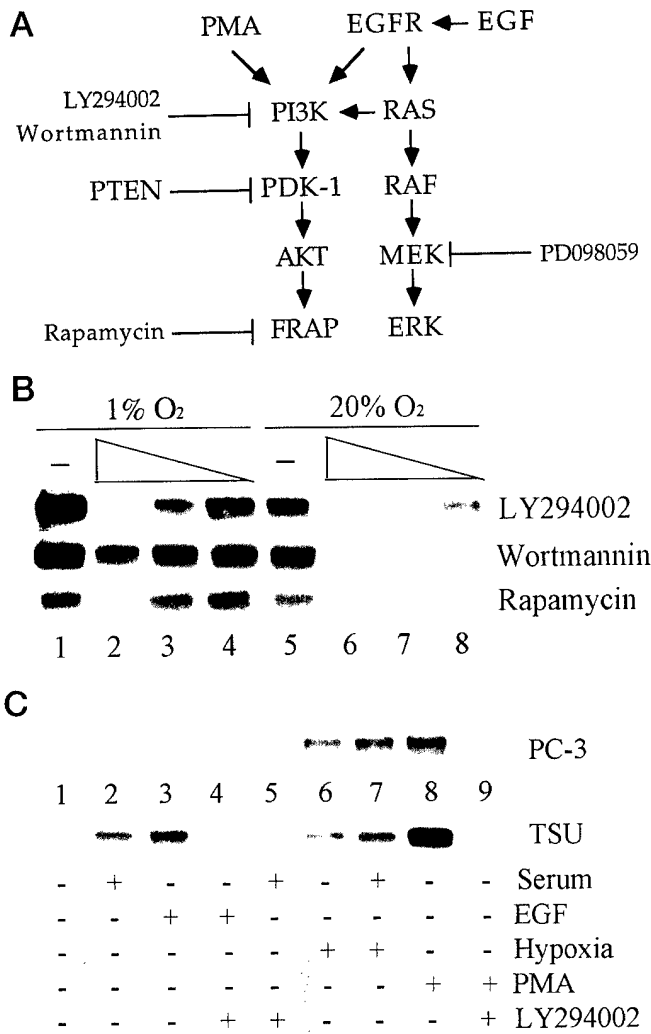 A
PMA EGFR EGF
LY294002
Wortmannin PI3K RAS
PTEN PDK-1 RAF
AKT MEK PD098059
Rapamycin FRAP ERK
B
1% O2 20% O2
– –
LY294002
Wortmannin
Rapamycin
1 2 3 4 5 6 7 8
C
PC-3
1 2 3 4 5 6 7 8 9
TSU
- + - - + - + - - Serum
- - + + - - - - - EGF
- - - - - + + - - Hypoxia
- - - - - - - + + PMA
- - - + + - - - + LY294002